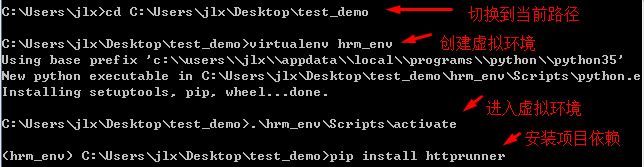 C:\Users\jlx>cd C:\Users\jlx\Desktop\test_demo 切换到当前路径
C:\Users\jlx\Desktop\test_demo>virtualenv hrm_env 创建虚拟环境
Using base prefix 'c:\\users\\jlx\\appdata\\local\\programs\\python\\python35'
New python executable in C:\Users\jlx\Desktop\test_demo\hrm_env\Scripts\python.e
Installing setuptools, pip, wheel...done.
进入虚拟环境
C:\Users\jlx\Desktop\test_demo>.\hrm_env\Scripts\activate
安装项目依赖
(hrm_env) C:\Users\jlx\Desktop\test_demo>pip install httprunner